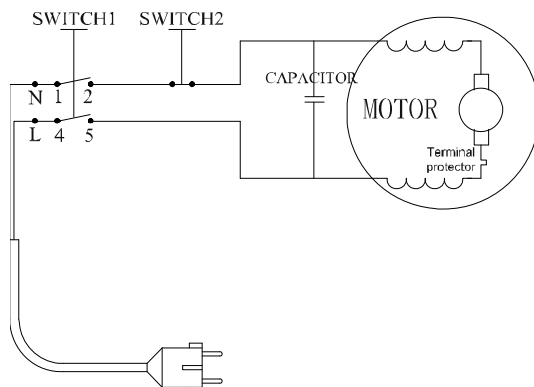 SWITCH1
SWITCH2
CAPACITOR
N 1 2
MOTOR
L 4 5
Terminal
protector